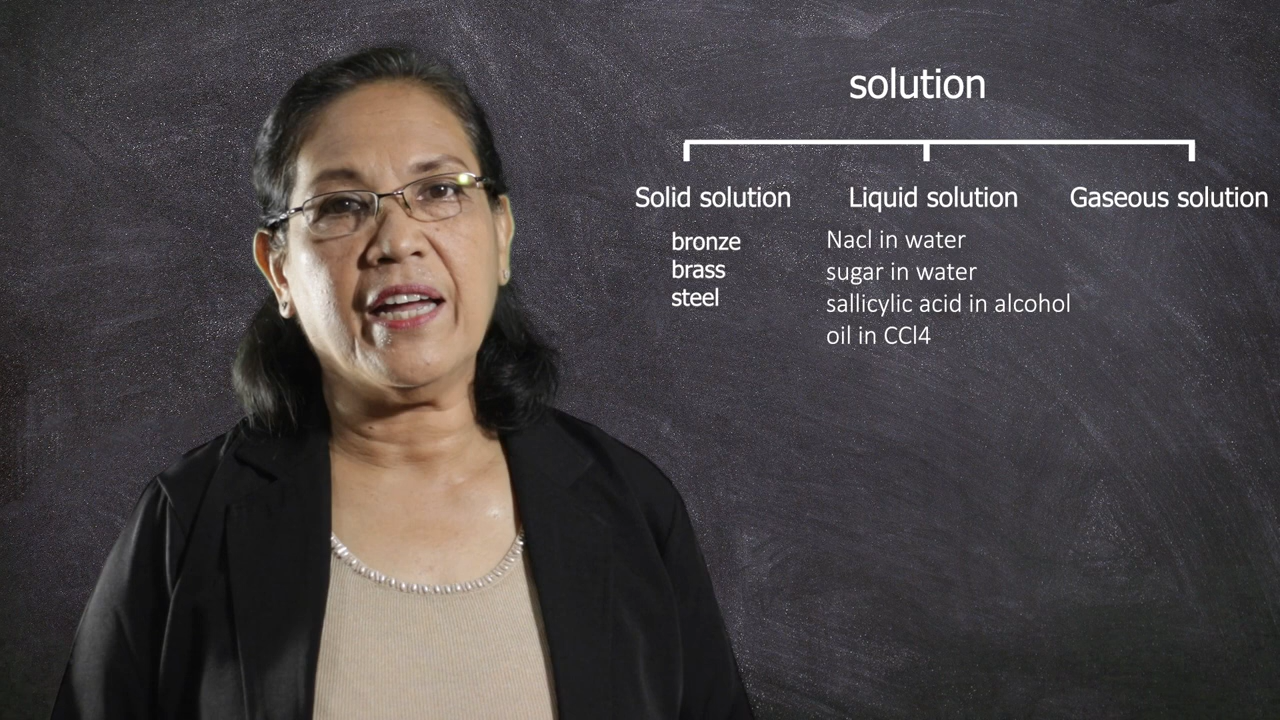 solution
Solid solution
Liquid solution
Gaseous solution
bronze
brass
steel
Nacl in water
sugar in water
sallicylic acid in alcohol
oil in CCl4